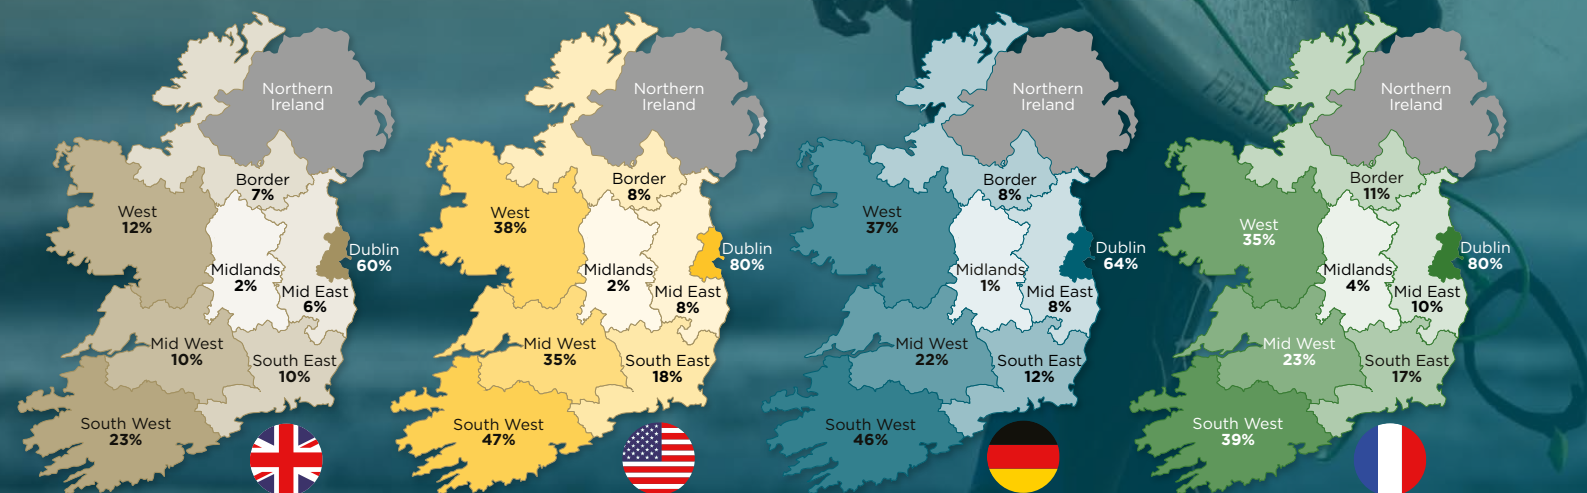 Northern
Ireland
Border
7%
West
12%
Dublin
60%
Midlands
2%
Mid East
6%
Mid West
10%
South East
10%
South West
23%
Northern
Ireland
Border
8%
West
38%
Dublin
80%
Midlands
2%
Mid East
8%
Mid West
35%
South East
18%
South West
47%
Northern
Ireland
Border
8%
West
37%
Dublin
64%
Midlands
1%
Mid East
8%
Mid West
22%
South East
12%
South West
46%
Northern
Ireland
Border
11%
West
35%
Dublin
80%
Midlands
4%
Mid East
10%
Mid West
23%
South East
17%
South West
39%